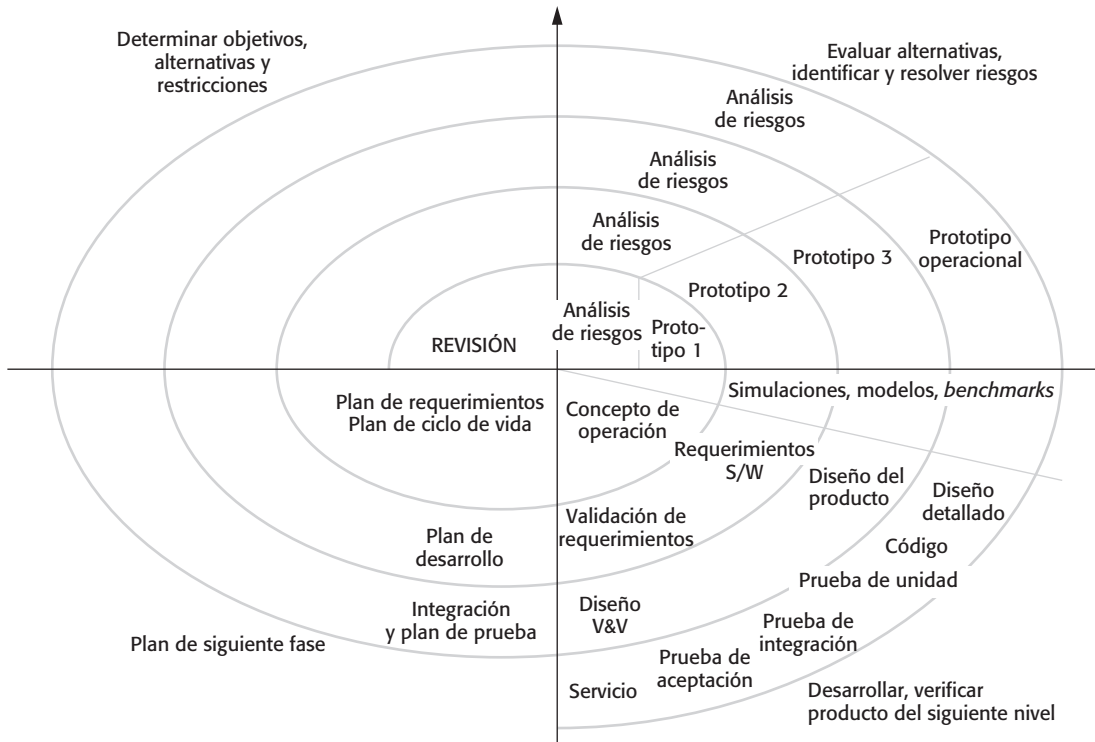 Determinar objetivos,
alternativas y
restricciones
Evaluar alternativas,
identificar y resolver riesgos
Análisis
de riesgos
Análisis
de riesgos
Análisis
de riesgos
Análisis
de riesgos
Proto-
tipo 1
Prototipo 2
Prototipo 3
Prototipo
operacional
REVISIÓN
Simulaciones, modelos, benchmarks
Plan de requerimientos
Plan de ciclo de vida
Concepto de
operación
Requerimientos
S/W
Diseño del
producto
Diseño
detallado
Plan de
desarrollo
Validación de
requerimientos
Código
Prueba de unidad
Integración
y plan de prueba
Diseño
V&V
Prueba de
integración
Plan de siguiente fase
Prueba de
aceptación
Servicio
Desarrollar, verificar
producto del siguiente nivel